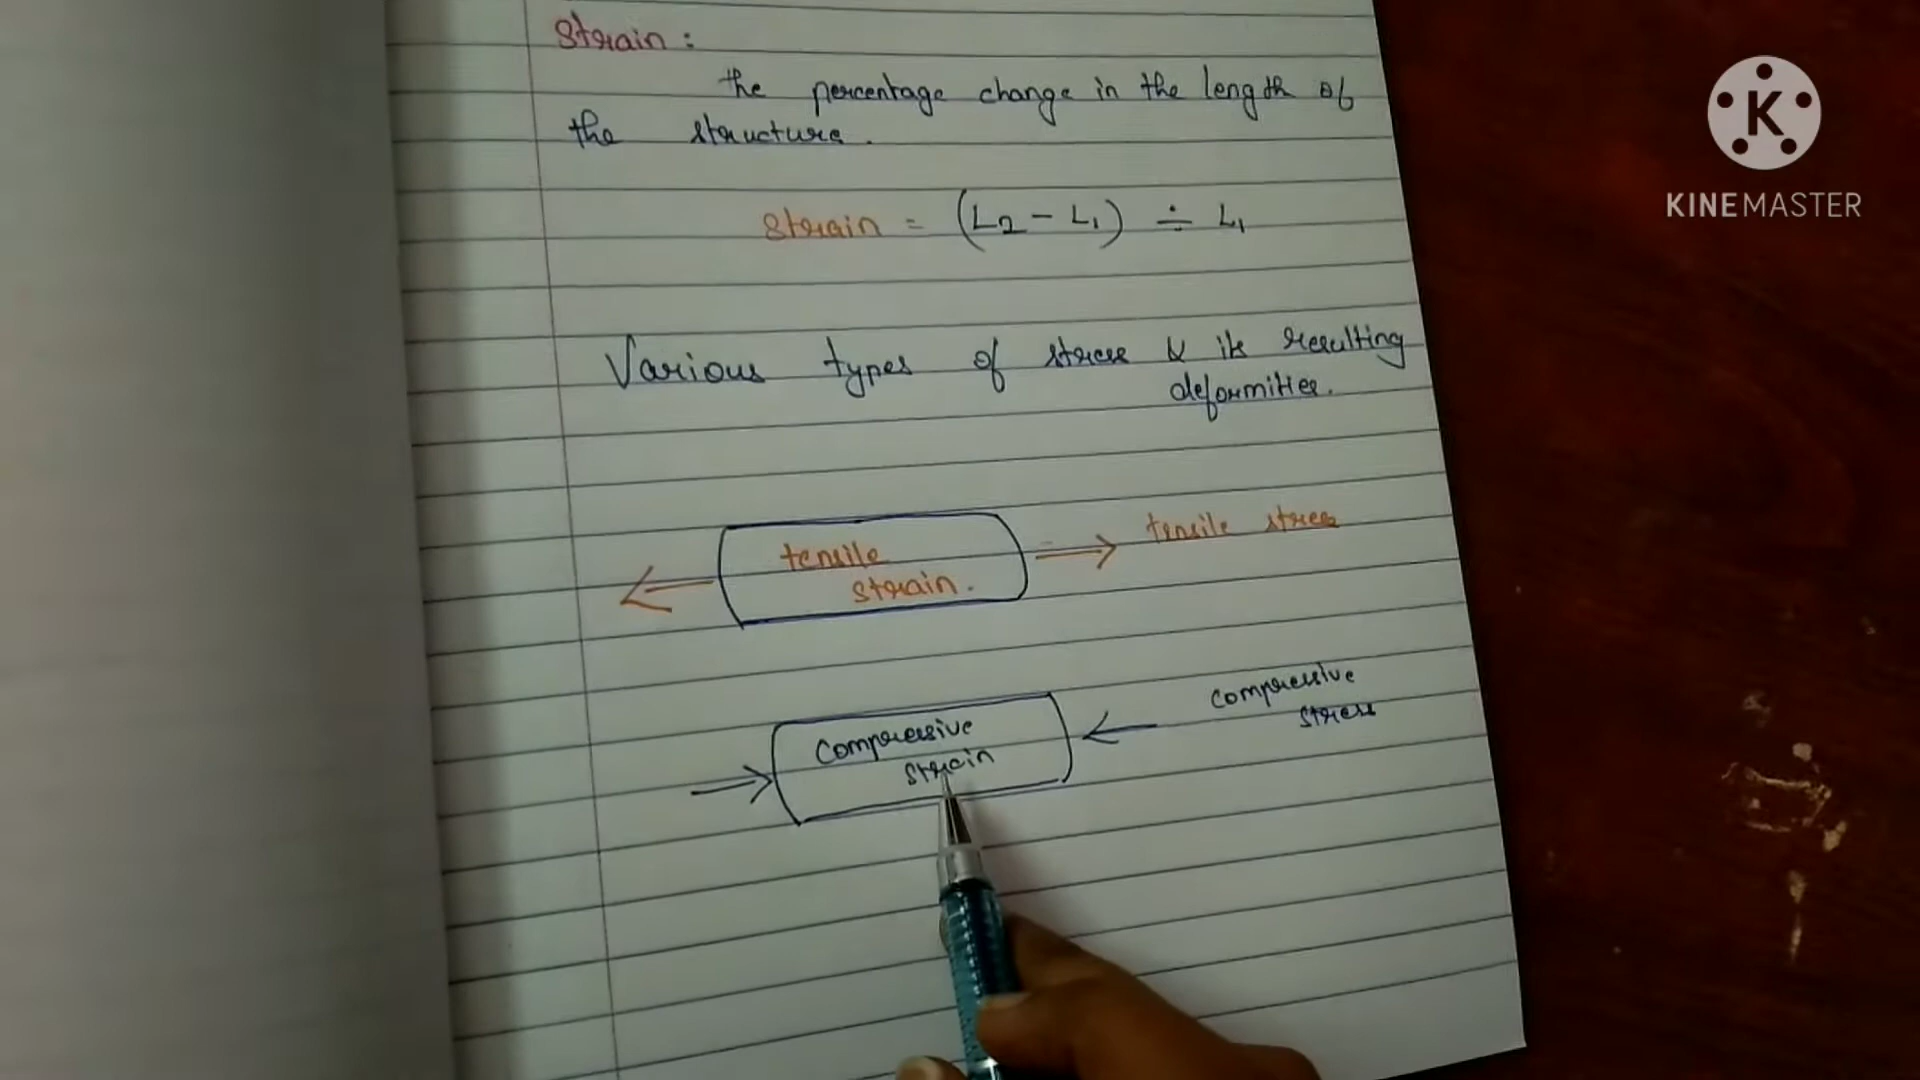 Strain :
the percentage change in the length of
the structure.
Strain = (L2 - L1) ÷ L1
Various types of stress & its resulting
deformities.
tensile stress
tensile
strain.
compressive
stress
Compressive
strain
K
KINEMASTER